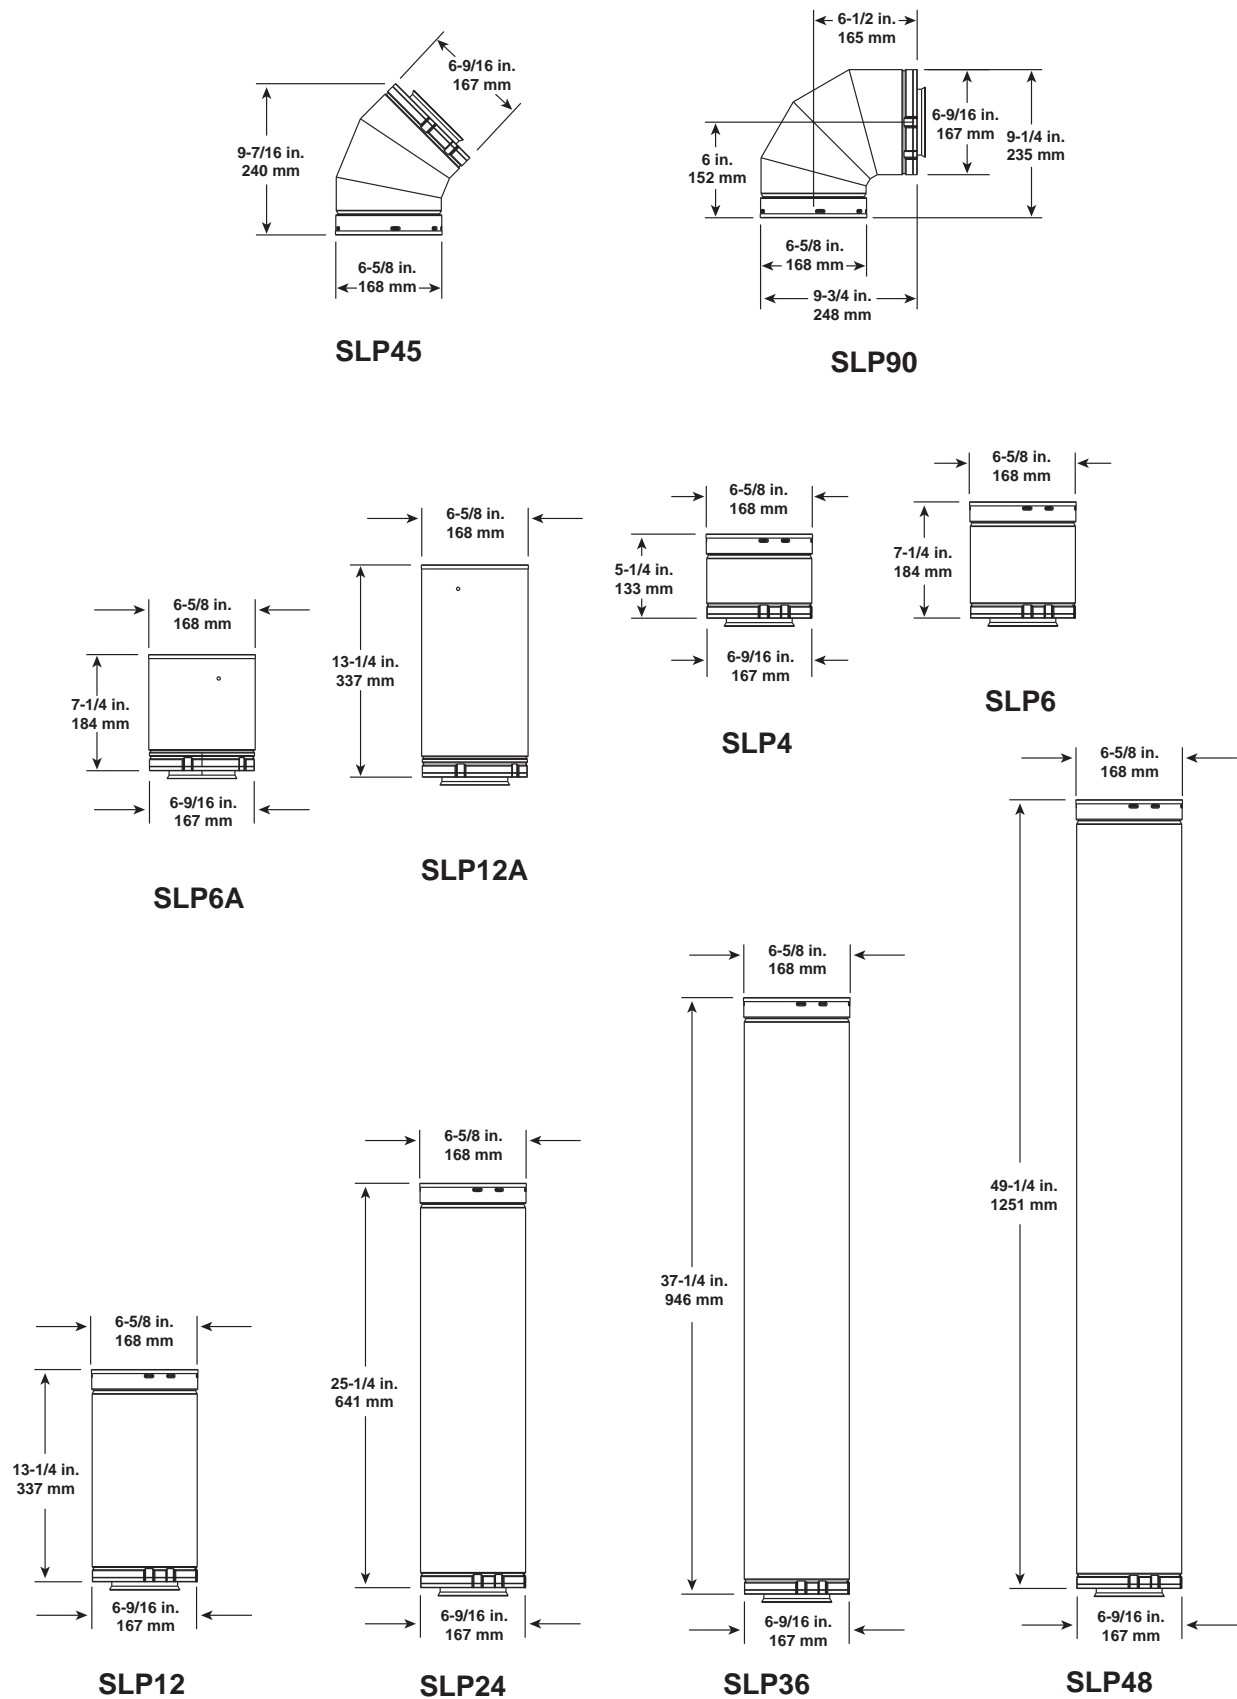 6-9/16 in.
167 mm
9-7/16 in.
240 mm
6-5/8 in.
168 mm
SLP45
6-1/2 in.
165 mm
6-9/16 in.
167 mm
9-1/4 in.
235 mm
6 in.
152 mm
6-5/8 in.
168 mm
9-3/4 in.
248 mm
SLP90
6-5/8 in.
168 mm
7-1/4 in.
184 mm
6-9/16 in.
167 mm
SLP6A
6-5/8 in.
168 mm
13-1/4 in.
337 mm
SLP12A
6-5/8 in.
168 mm
5-1/4 in.
133 mm
6-9/16 in.
167 mm
SLP4
6-5/8 in.
168 mm
7-1/4 in.
184 mm
SLP6
6-5/8 in.
168 mm
13-1/4 in.
337 mm
6-9/16 in.
167 mm
SLP12
6-5/8 in.
168 mm
25-1/4 in.
641 mm
6-9/16 in.
167 mm
SLP24
6-5/8 in.
168 mm
37-1/4 in.
946 mm
6-9/16 in.
167 mm
SLP36
6-5/8 in.
168 mm
49-1/4 in.
1251 mm
6-9/16 in.
167 mm
SLP48